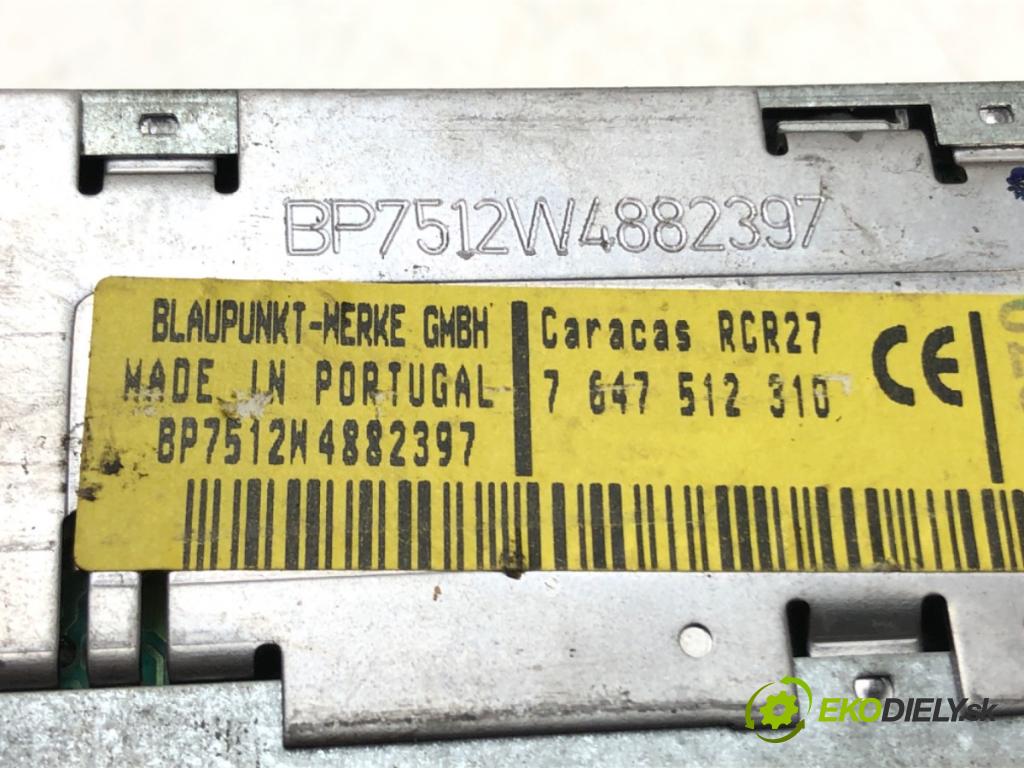 BP7512W4882397
BLAUPUNKT-WERKE GMBH
MADE IN PORTUGAL
BP7512W4882397
Caracas RCR27
7 647 512 310
CE
EKODIELY.sk